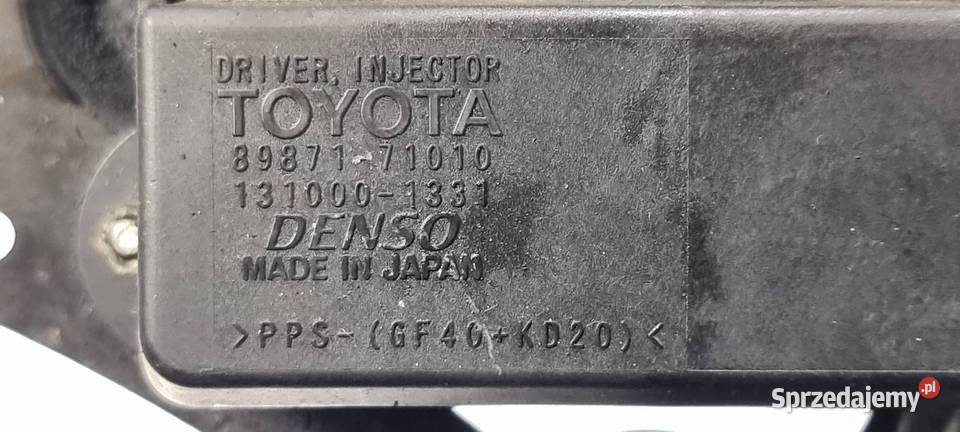 DRIVER, INJECTOR
TOYOTA
89871-71010
131000-1331
DENSO
MADE IN JAPAN
>PPS-(GF40+KD20)<
Sprzedajemy.pl